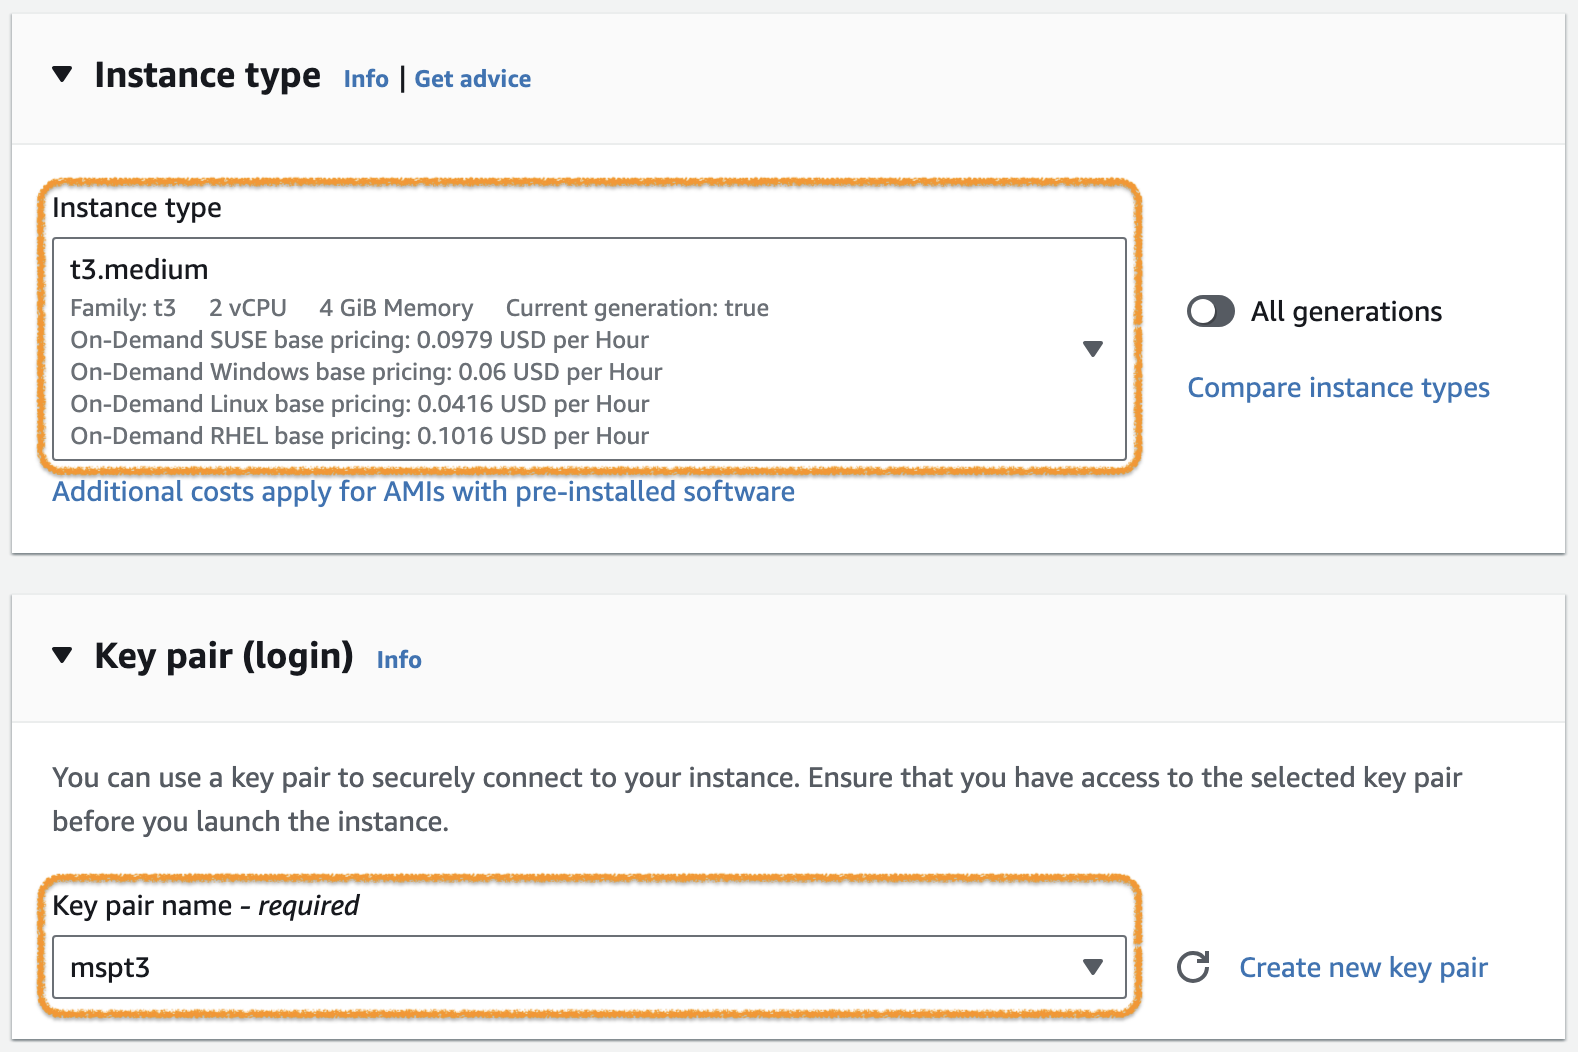 Instance type Info | Get advice
Instance type
t3.medium
Family: t3 2 vCPU 4 GiB Memory Current generation: true
On-Demand SUSE base pricing: 0.0979 USD per Hour
On-Demand Windows base pricing: 0.06 USD per Hour
On-Demand Linux base pricing: 0.0416 USD per Hour
On-Demand RHEL base pricing: 0.1016 USD per Hour
All generations
Compare instance types
Additional costs apply for AMIs with pre-installed software
Key pair (login) Info
You can use a key pair to securely connect to your instance. Ensure that you have access to the selected key pair
before you launch the instance.
Key pair name - required
mspt3
Create new key pair